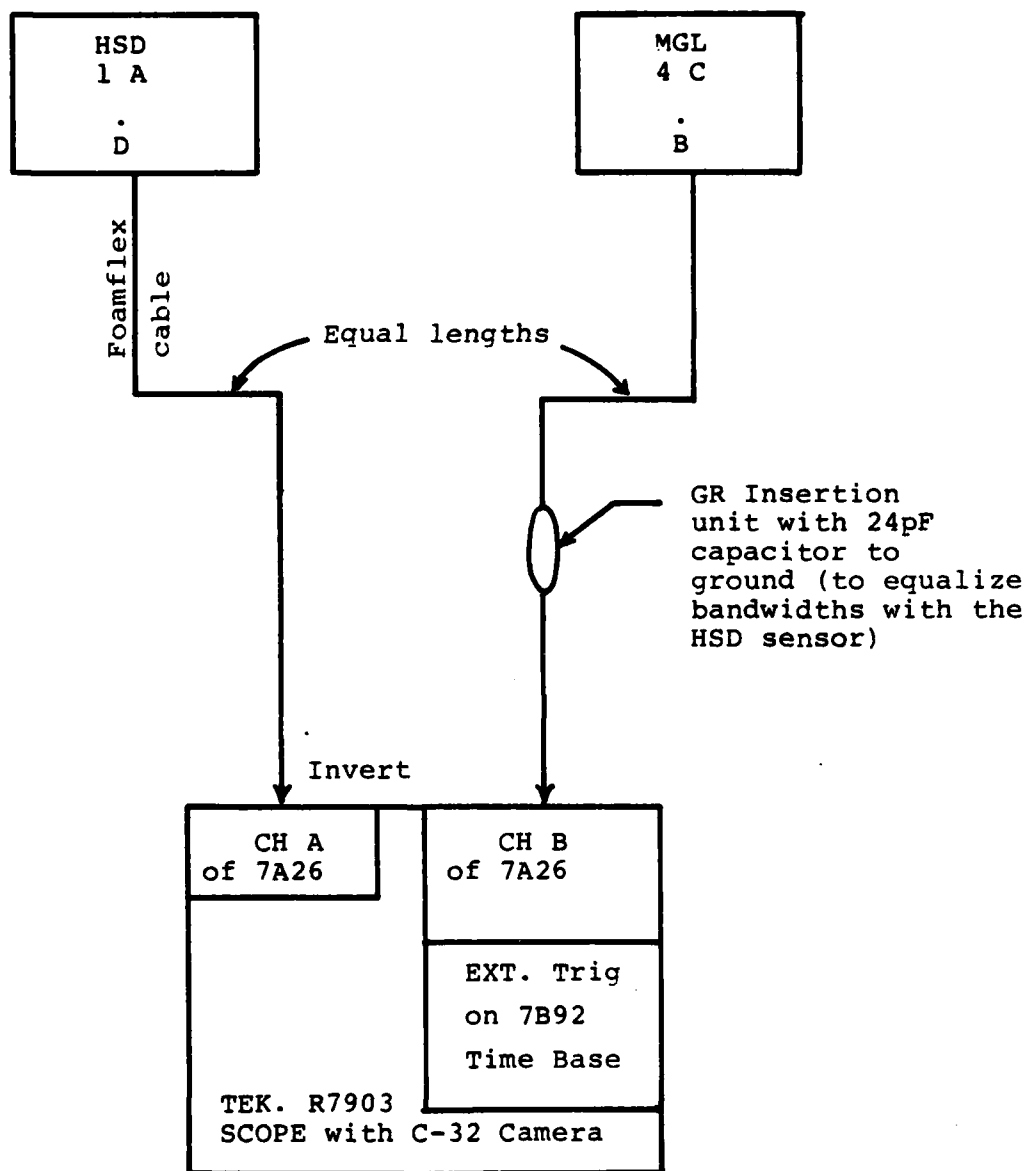 HSD
1 A
.
D
MGL
4 C
.
B
Foamflex
cable
Equal lengths
GR Insertion
unit with 24pF
capacitor to
ground (to equalize
bandwidths with the
HSD sensor)
Invert
CH A
of 7A26
CH B
of 7A26
EXT. Trig
on 7B92
Time Base
TEK. R7903
SCOPE with C-32 Camera